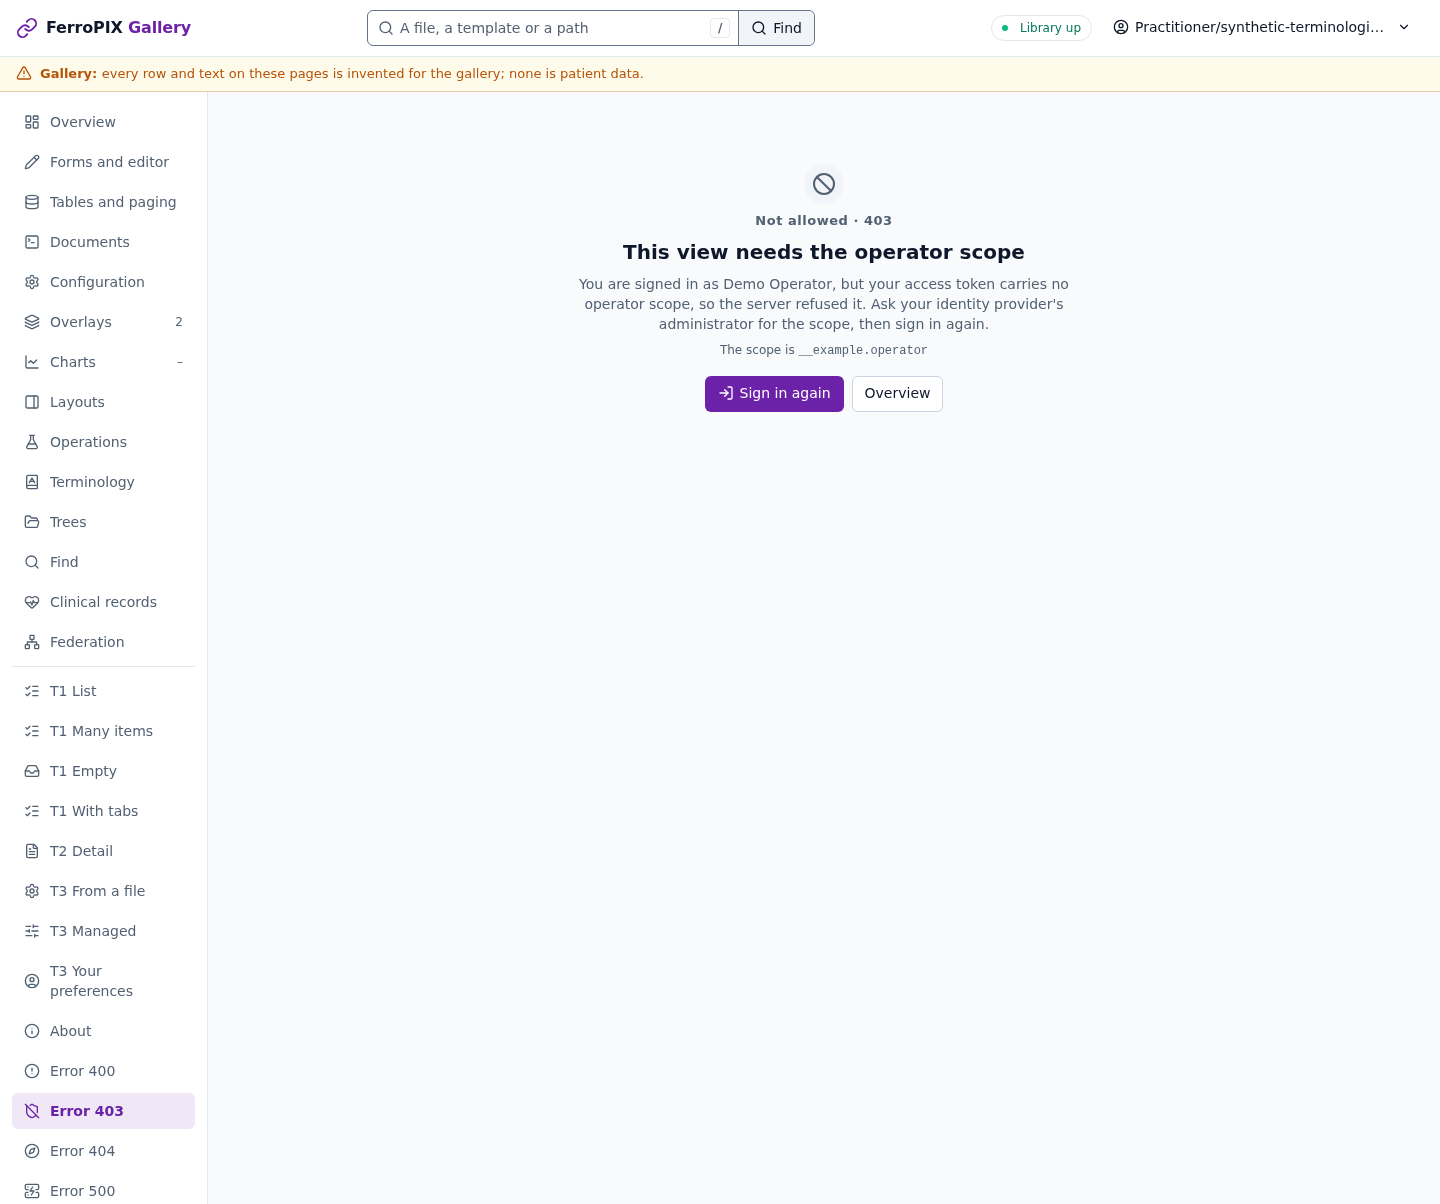 FerroPIX Gallery
A file, a template or a path
/
Find
Library up
Practitioner/synthetic-terminologi…
Gallery: every row and text on these pages is invented for the gallery; none is patient data.
Overview
Forms and editor
Tables and paging
Documents
Configuration
Overlays 2
Charts –
Layouts
Operations
Terminology
Trees
Find
Clinical records
Federation
T1 List
T1 Many items
T1 Empty
T1 With tabs
T2 Detail
T3 From a file
T3 Managed
T3 Your
preferences
About
Error 400
Error 403
Error 404
Error 500
Not allowed · 403
This view needs the operator scope
You are signed in as Demo Operator, but your access token carries no
operator scope, so the server refused it. Ask your identity provider's
administrator for the scope, then sign in again.
The scope is __example.operator
Sign in again
Overview